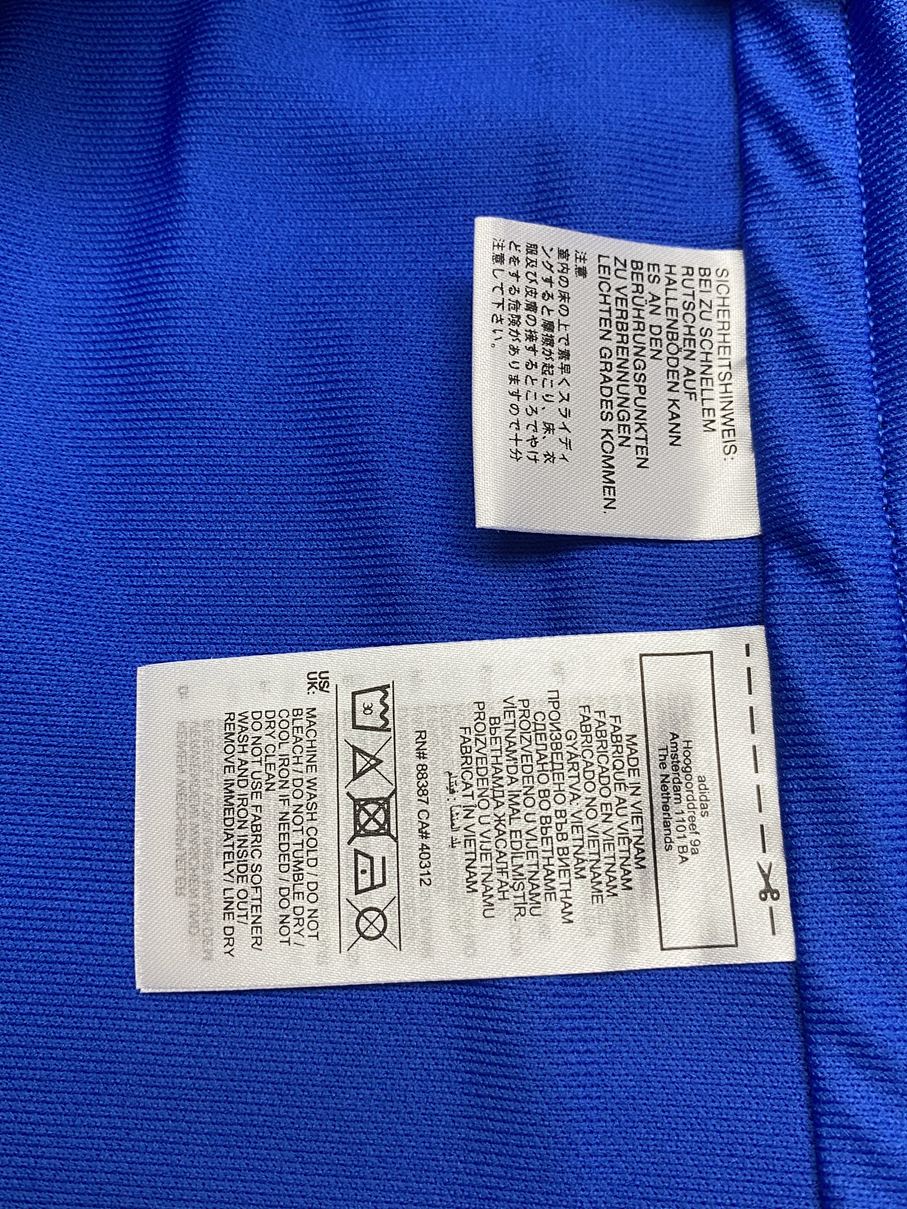 SICHERHEITSHINWEIS:
BEI ZU SCHNELLEM
RUTSCHEN AUF
HALLENBÖDEN KANN
ES AN DEN
BERÜHRUNGSPUNKTEN
ZU VERBRENNUNGEN
LEICHTEN GRADES KOMMEN.
注意
室内の床の上で素早くスライディ
ングすると摩擦が起こり、床、衣
服及び皮膚の接するところでやけ
どをする危険がありますので十分
注意して下さい。
adidas
Hoogoorddreef 9a
Amsterdam 1101 BA
The Netherlands
MADE IN VIETNAM
FABRIQUÉ AU VIETNAM
FABRICADO EN VIETNAM
FABRICADO NO VIETNAME
GYÁRTVA: VIETNÁM
ПРОИЗВЕДЕНО ВЪВ ВИЕТНАМ
СДЕЛАНО ВО ВЬЕТНАМЕ
PROIZVEDENO U VIJETNAMU
VİETNAMDA İMAL EDİLMİŞTİR.
ВЬЕТНАМДА ЖАСАЛҒАН
PROIZVEDENO U VIJETNAMU
FABRICAT ÎN VIETNAM
بلد المنشأ : فيتنام
RN# 88387 CA# 40312
30
US/
UK: MACHINE WASH COLD / DO NOT
BLEACH / DO NOT TUMBLE DRY /
COOL IRON IF NEEDED / DO NOT
DRY CLEAN
DO NOT USE FABRIC SOFTENER/
WASH AND IRON INSIDE OUT/
REMOVE IMMEDIATELY LINE DRY